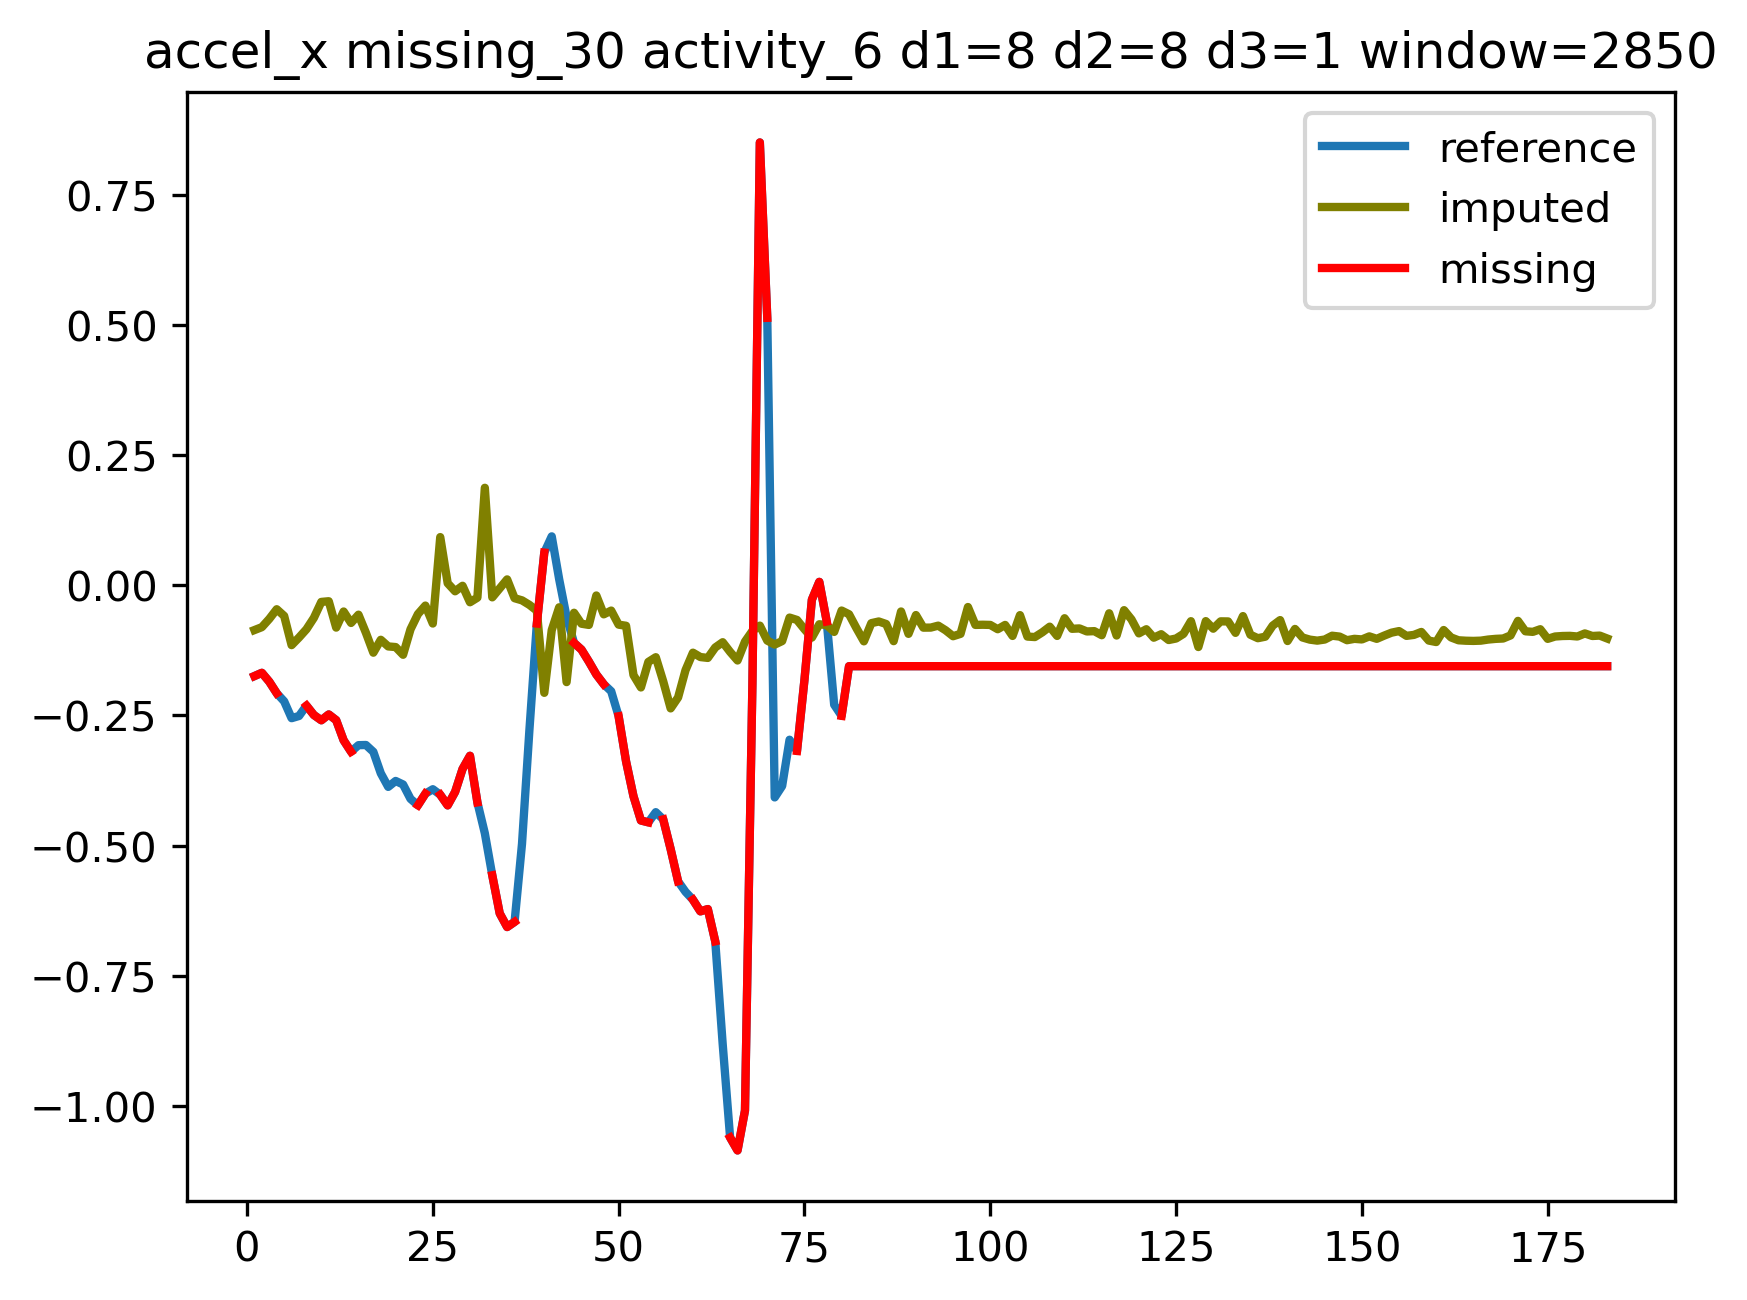 accel_x missing_30 activity_6 d1=8 d2=8 d3=1 window=2850
reference
imputed
missing
0.75
0.50
0.25
0.00
−0.25
−0.50
−0.75
−1.00
0 25 50 75 100 125 150 175